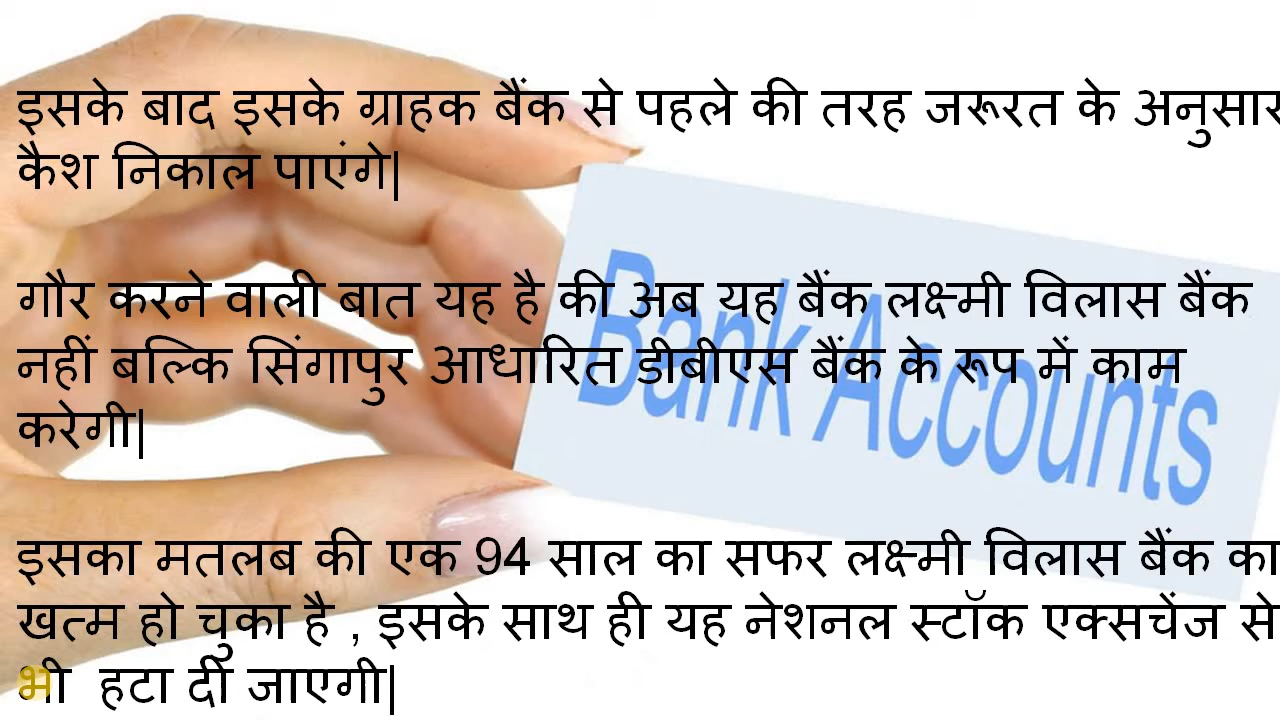 इसके बाद इसके ग्राहक बैंक से पहले की तरह जरूरत के अनुसार
कैश निकाल पाएंगे|
गौर करने वाली बात यह है की अब यह बैंक लक्ष्मी विलास बैंक
नहीं बल्कि सिंगापुर आधारित डीबीएस बैंक के रूप में काम
करेगी|
Bank Accounts
इसका मतलब की एक 94 साल का सफर लक्ष्मी विलास बैंक का
खत्म हो चुका है , इसके साथ ही यह नेशनल स्टॉक एक्सचेंज से
भी  हटा दी जाएगी|